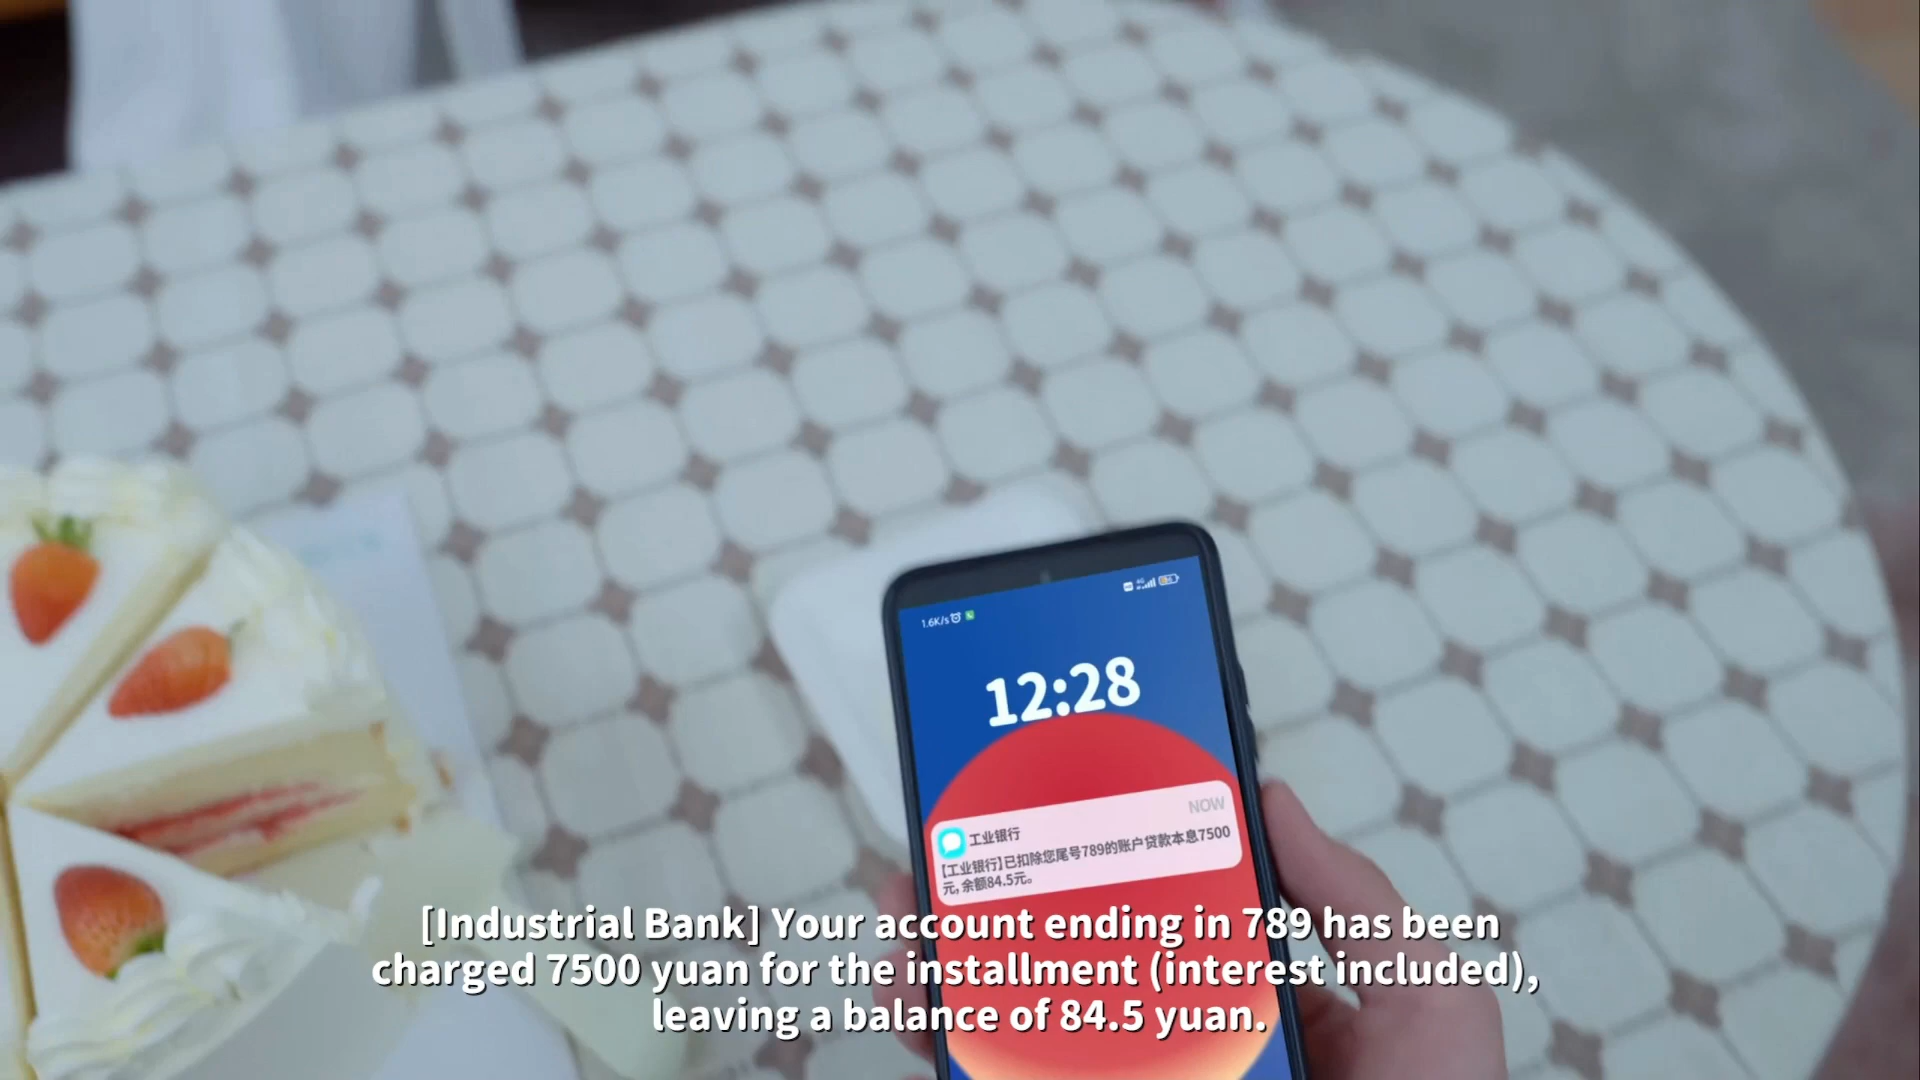 1.6K/s
4G
12:28
NOW
工业银行
【工业银行】已扣除您尾号789的账户贷款本息7500
元,余额84.5元。
[Industrial Bank] Your account ending in 789 has been
charged 7500 yuan for the installment (interest included),
leaving a balance of 84.5 yuan.